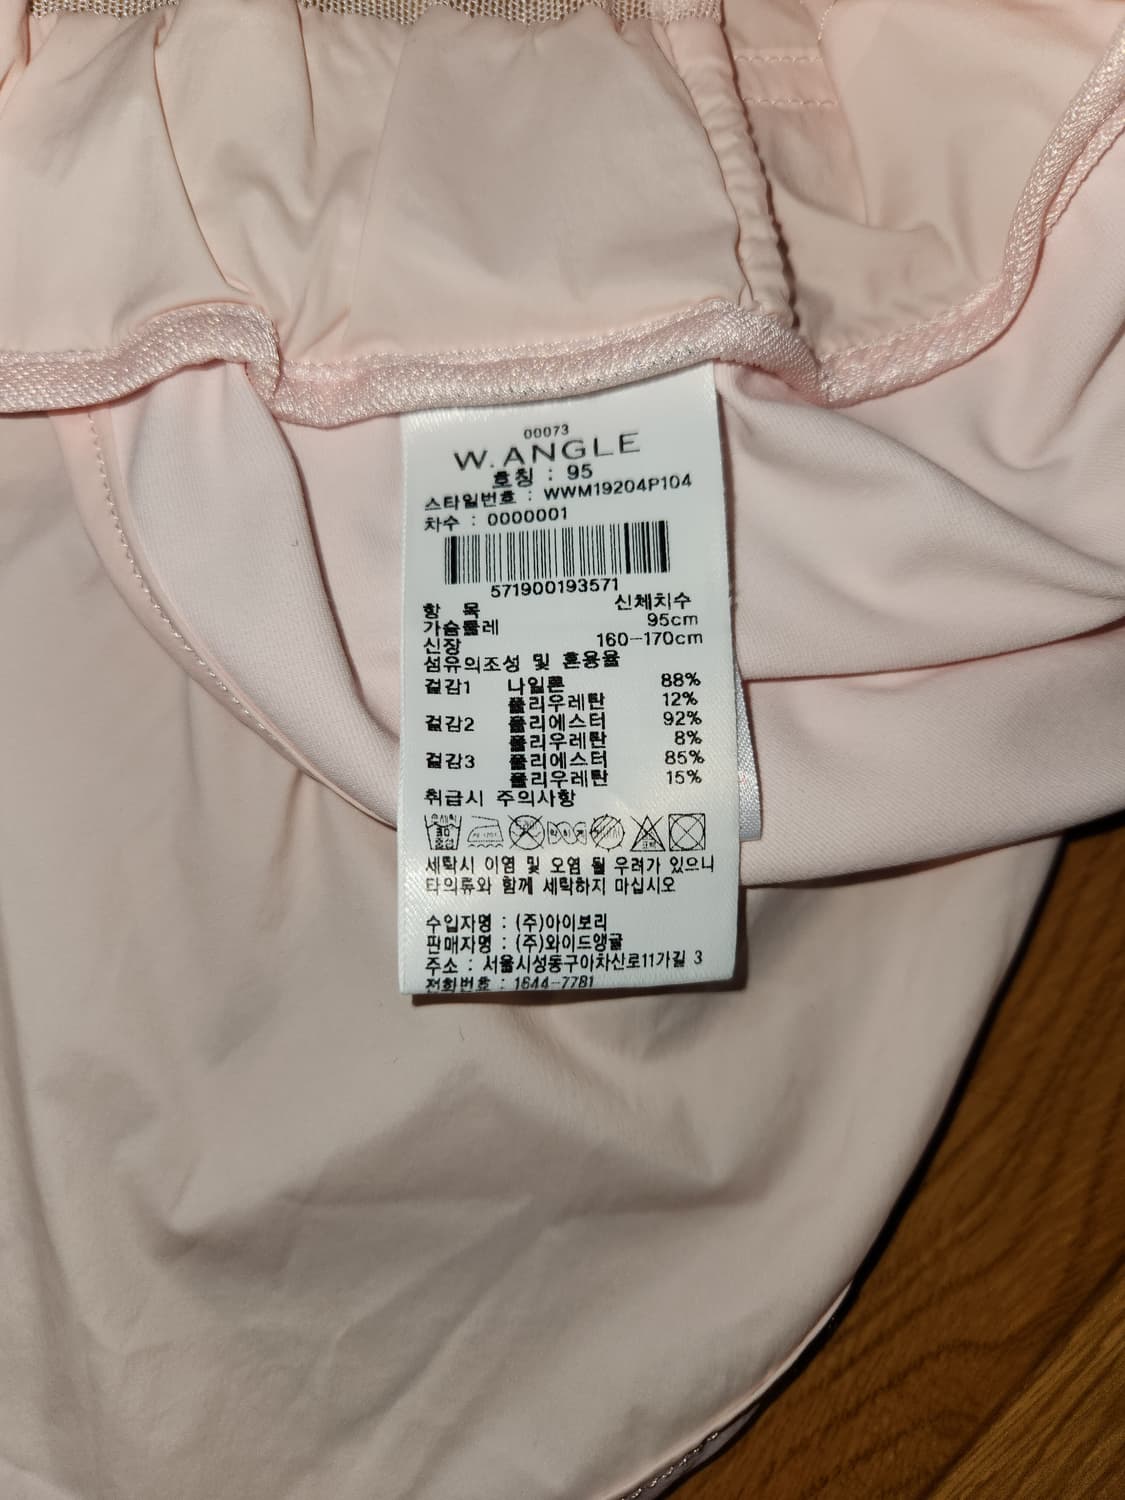 00073
W.ANGLE
호칭 : 95
스타일번호 : WWM19204P104
차수 : 0000001
571900193571
항 목 신체치수
가슴둘레 95cm
신장 160-170cm
섬유의조성 및 혼용율
겉감1 나일론 88%
폴리우레탄 12%
겉감2 폴리에스터 92%
폴리우레탄 8%
겉감3 폴리에스터 85%
폴리우레탄 15%
취급시 주의사항
30 중성
세탁시 이염 및 오염 될 우려가 있으니
타의류와 함께 세탁하지 마십시오
수입자명 : (주)아이보리
판매자명 : (주)와이드앵글
주소 : 서울시성동구아차산로11가길 3
전화번호 : 1644-7781